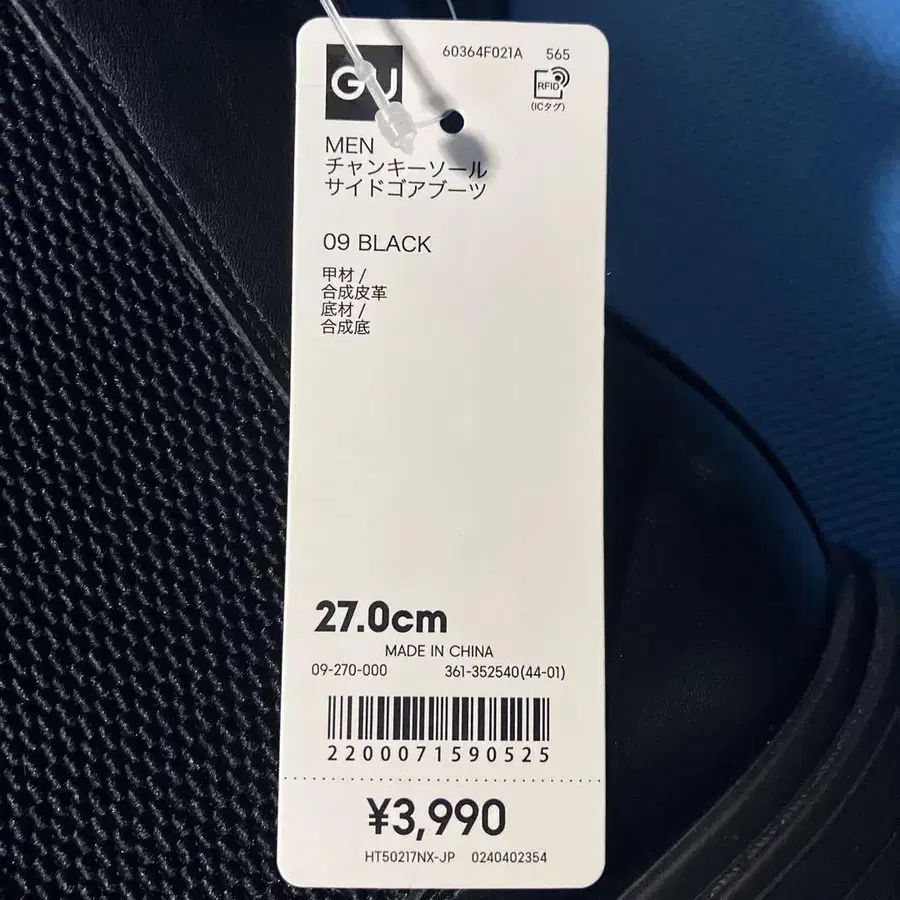 60364F021A 565
GU
RFID
(ICタグ)
MEN
チャンキーソール
サイドゴアブーツ
09 BLACK
甲材 /
合成皮革
底材 /
合成底
27.0cm
MADE IN CHINA
09-270-000 361-352540(44-01)
2200071590525
¥3,990
HT50217NX-JP 0240402354